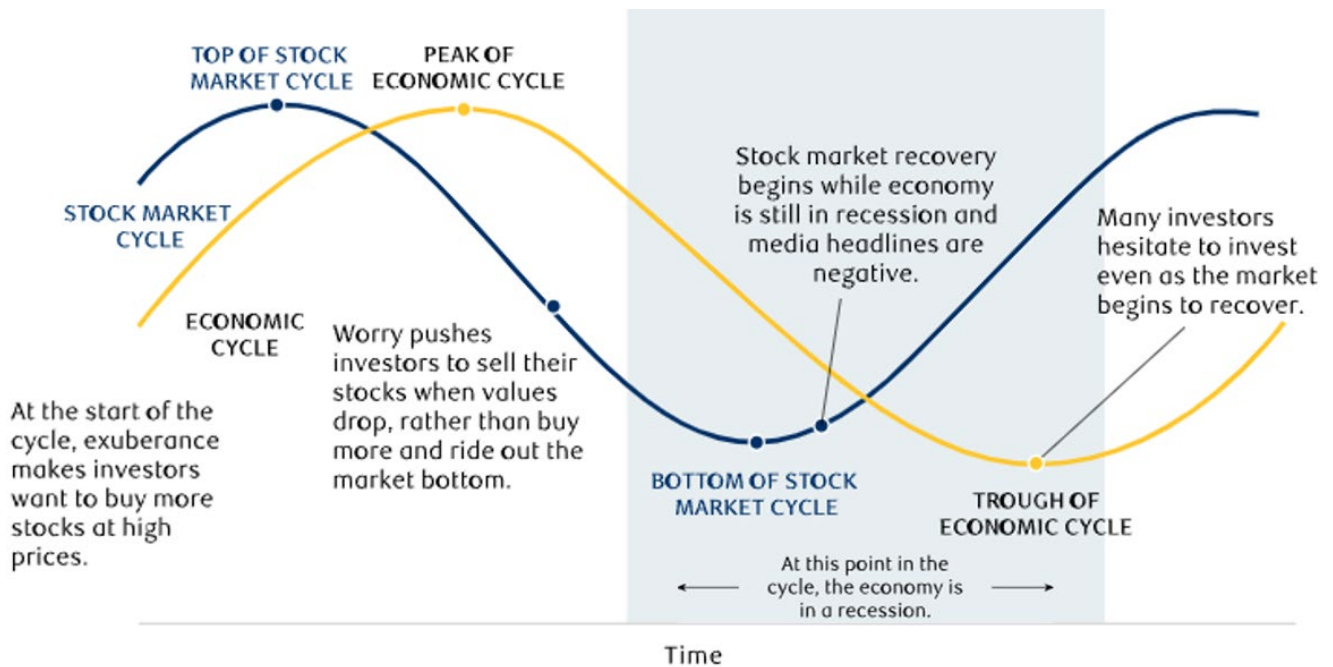 TOP OF STOCK
MARKET CYCLE
PEAK OF
ECONOMIC CYCLE
STOCK MARKET
CYCLE
ECONOMIC
CYCLE
At the start of the
cycle, exuberance
makes investors
want to buy more
stocks at high
prices.
Worry pushes
investors to sell their
stocks when values
drop, rather than buy
more and ride out the
market bottom.
Stock market recovery
begins while economy
is still in recession and
media headlines are
negative.
Many investors
hesitate to invest
even as the market
begins to recover.
BOTTOM OF STOCK
MARKET CYCLE
TROUGH OF
ECONOMIC CYCLE
At this point in the
cycle, the economy is
in a recession.
Time